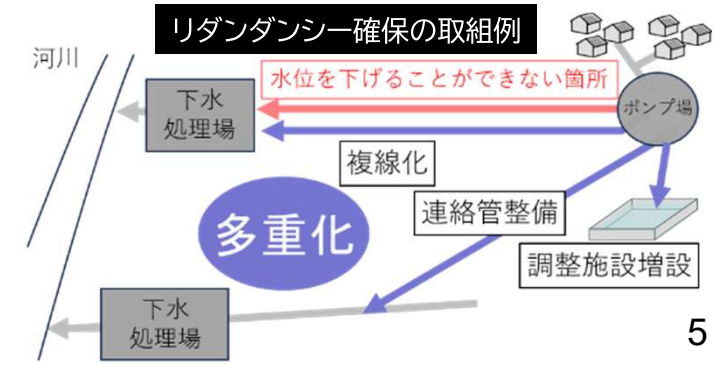 リダンダンシー確保の取組例
河川
水位を下げることができない箇所
下水
処理場
ポンプ場
複線化
連絡管整備
多重化
調整施設増設
下水
処理場
5